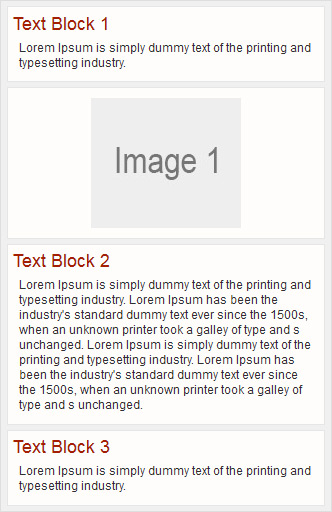 Text Block 1
Lorem Ipsum is simply dummy text of the printing and
typesetting industry.
Image 1
Text Block 2
Lorem Ipsum is simply dummy text of the printing and
typesetting industry. Lorem Ipsum has been the
industry's standard dummy text ever since the 1500s,
when an unknown printer took a galley of type and s
unchanged. Lorem Ipsum is simply dummy text of the
printing and typesetting industry. Lorem Ipsum has
been the industry's standard dummy text ever since
the 1500s, when an unknown printer took a galley of
type and s unchanged.
Text Block 3
Lorem Ipsum is simply dummy text of the printing and
typesetting industry.